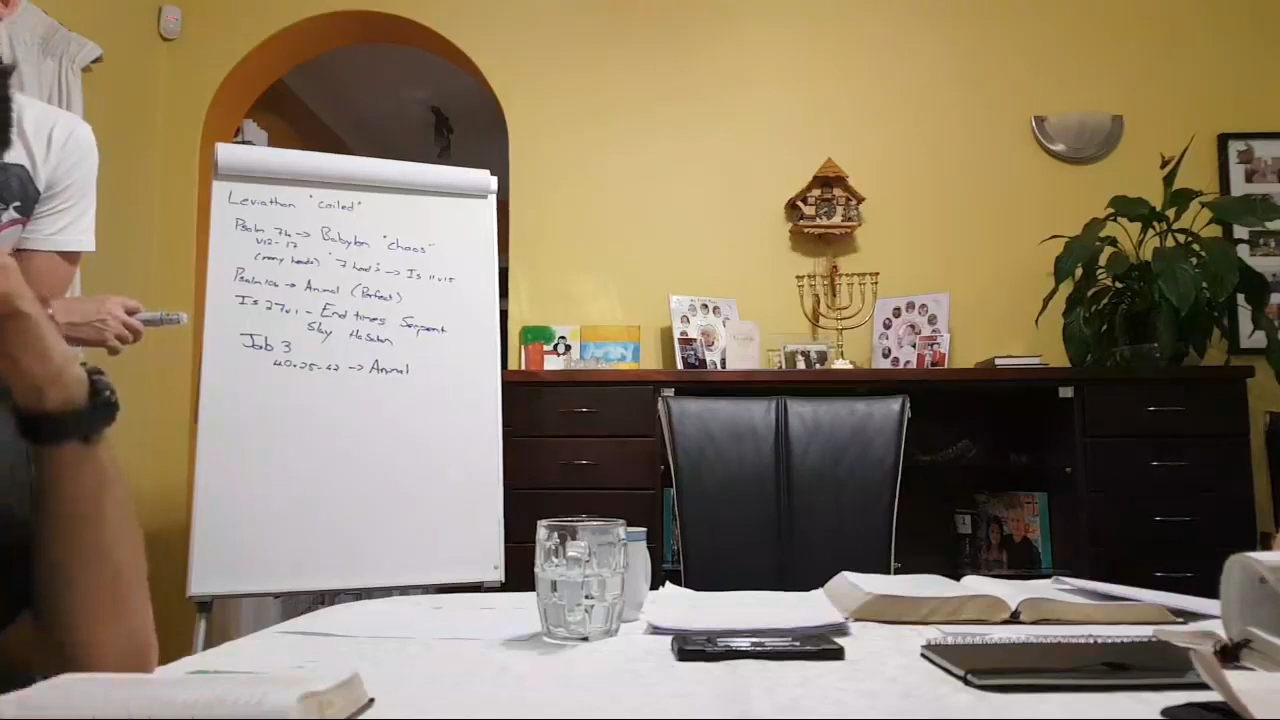 Leviathan "coiled"
Psalm 74 -> Babylon "chaos"
v12-17
(many heads) "7 heads" -> Is 11v15
Psalm 104 -> Animal (Perfect)
Is 27v1 - End times Serpent
Slay HaSatan
Job 3
40v25-42 -> Animal